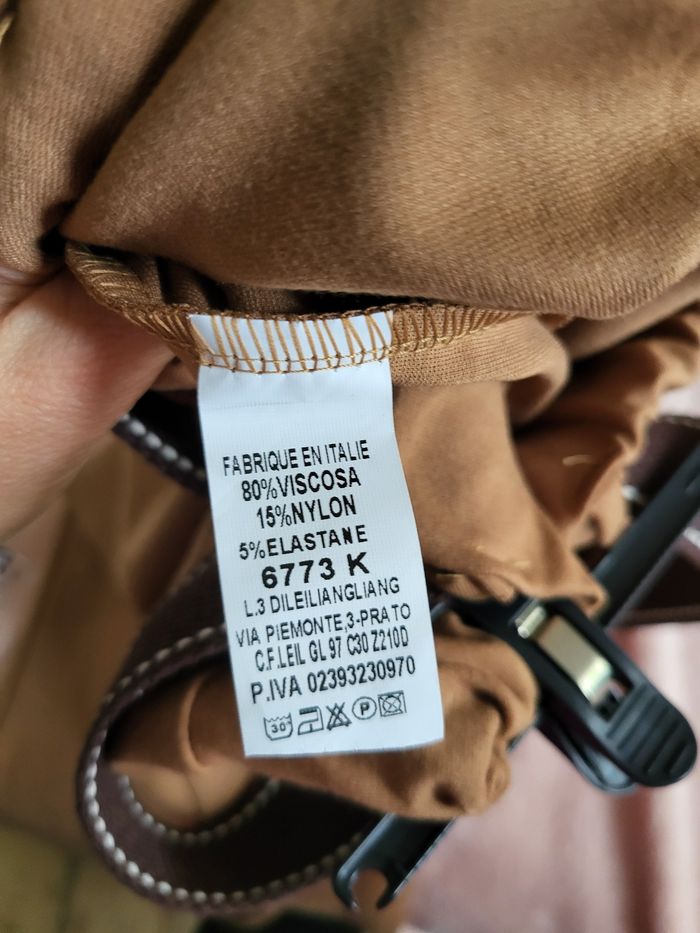 FABRIQUE EN ITALIE
80%VISCOSA
15%NYLON
5%ELASTANE
6773 K
L.3 DILEILIANGLIANG
VIA PIEMONTE,3-PRATO
C.F.LEIL GL 97 C30 Z210D
P.IVA 02393230970
30° P